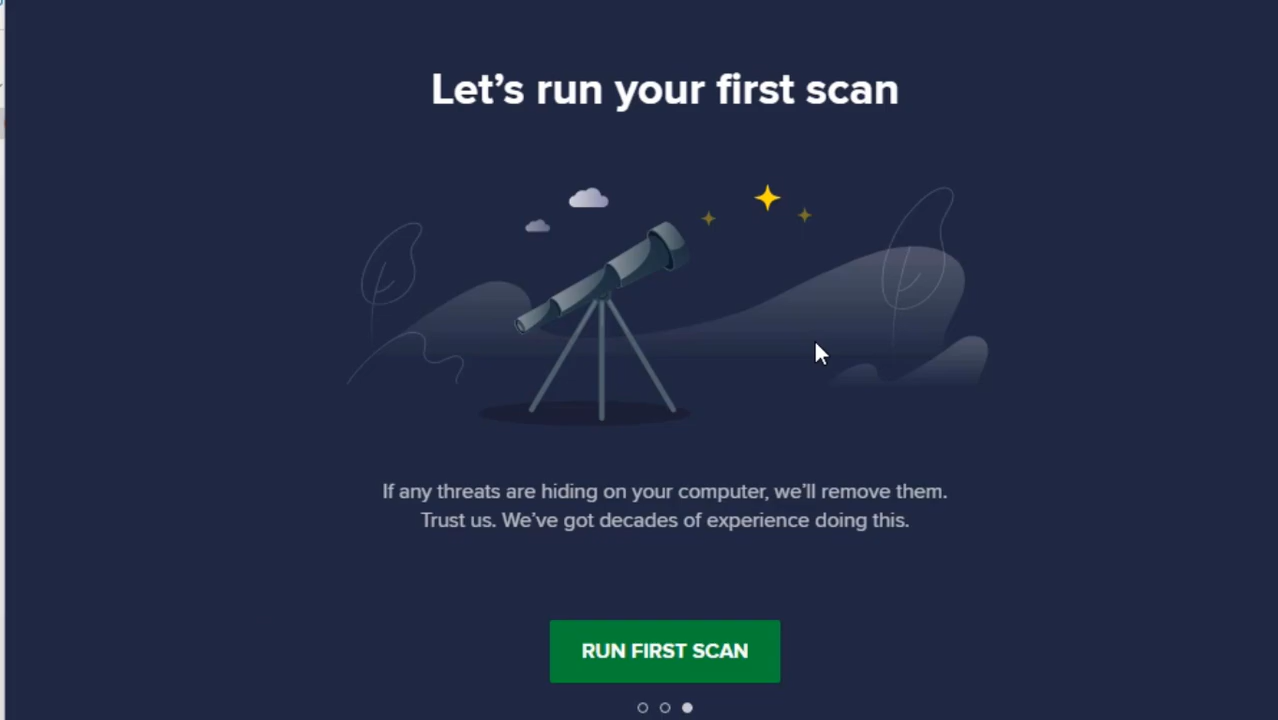 Let’s run your first scan
If any threats are hiding on your computer, we’ll remove them.
Trust us. We’ve got decades of experience doing this.
RUN FIRST SCAN